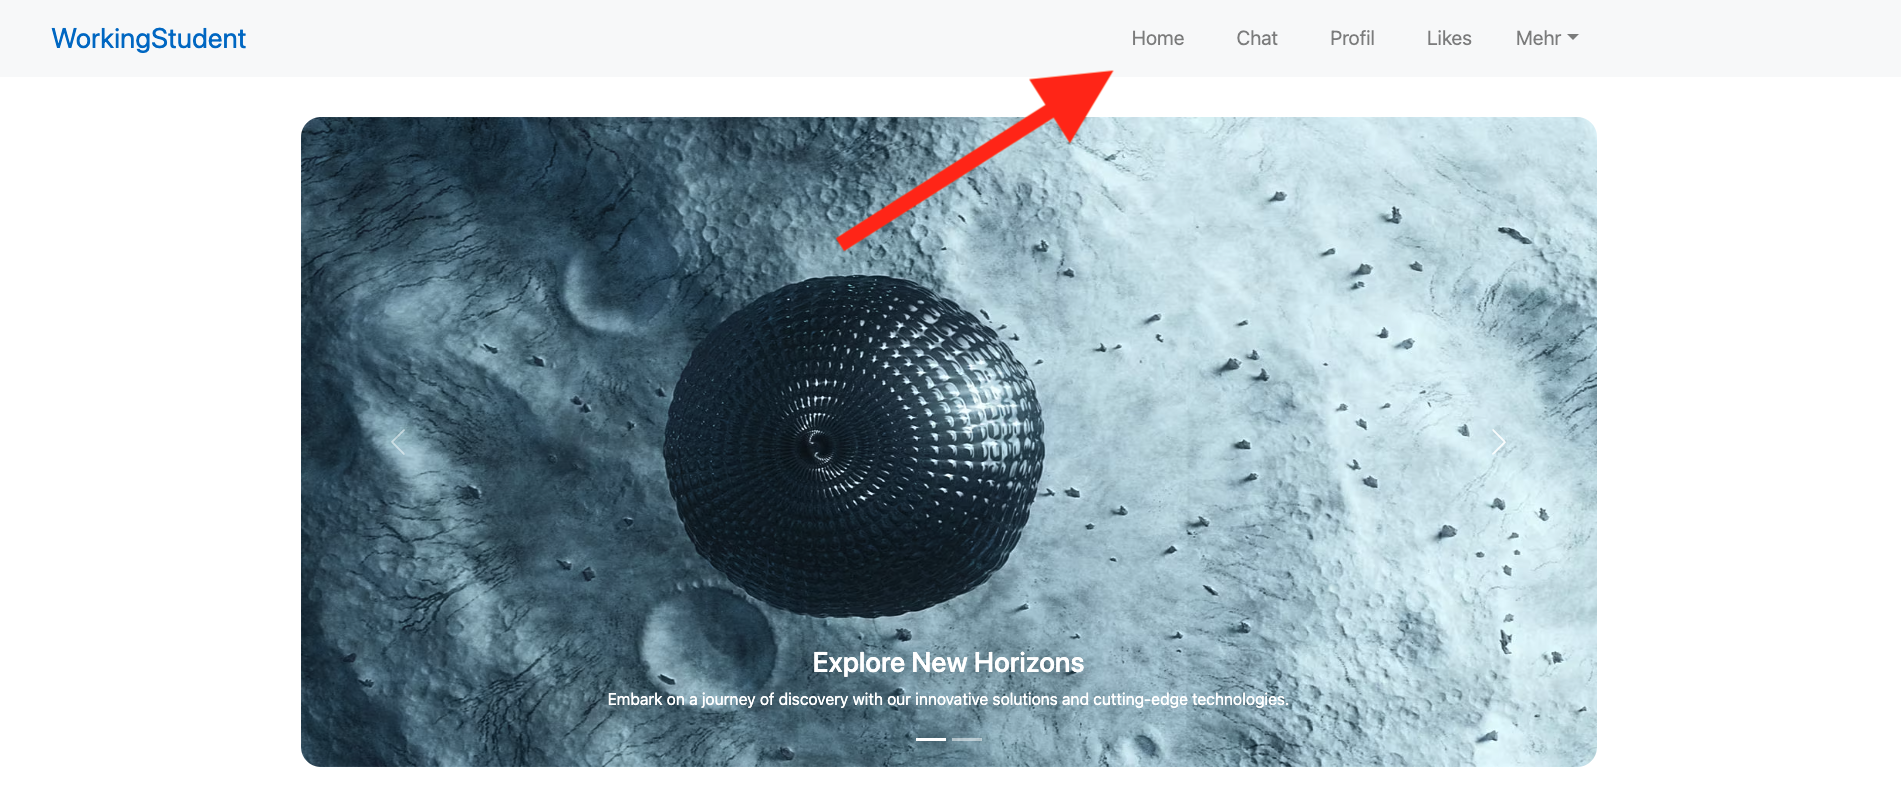 WorkingStudent Home Chat Profil Likes Mehr
Explore New Horizons
Embark on a journey of discovery with our innovative solutions and cutting-edge technologies.